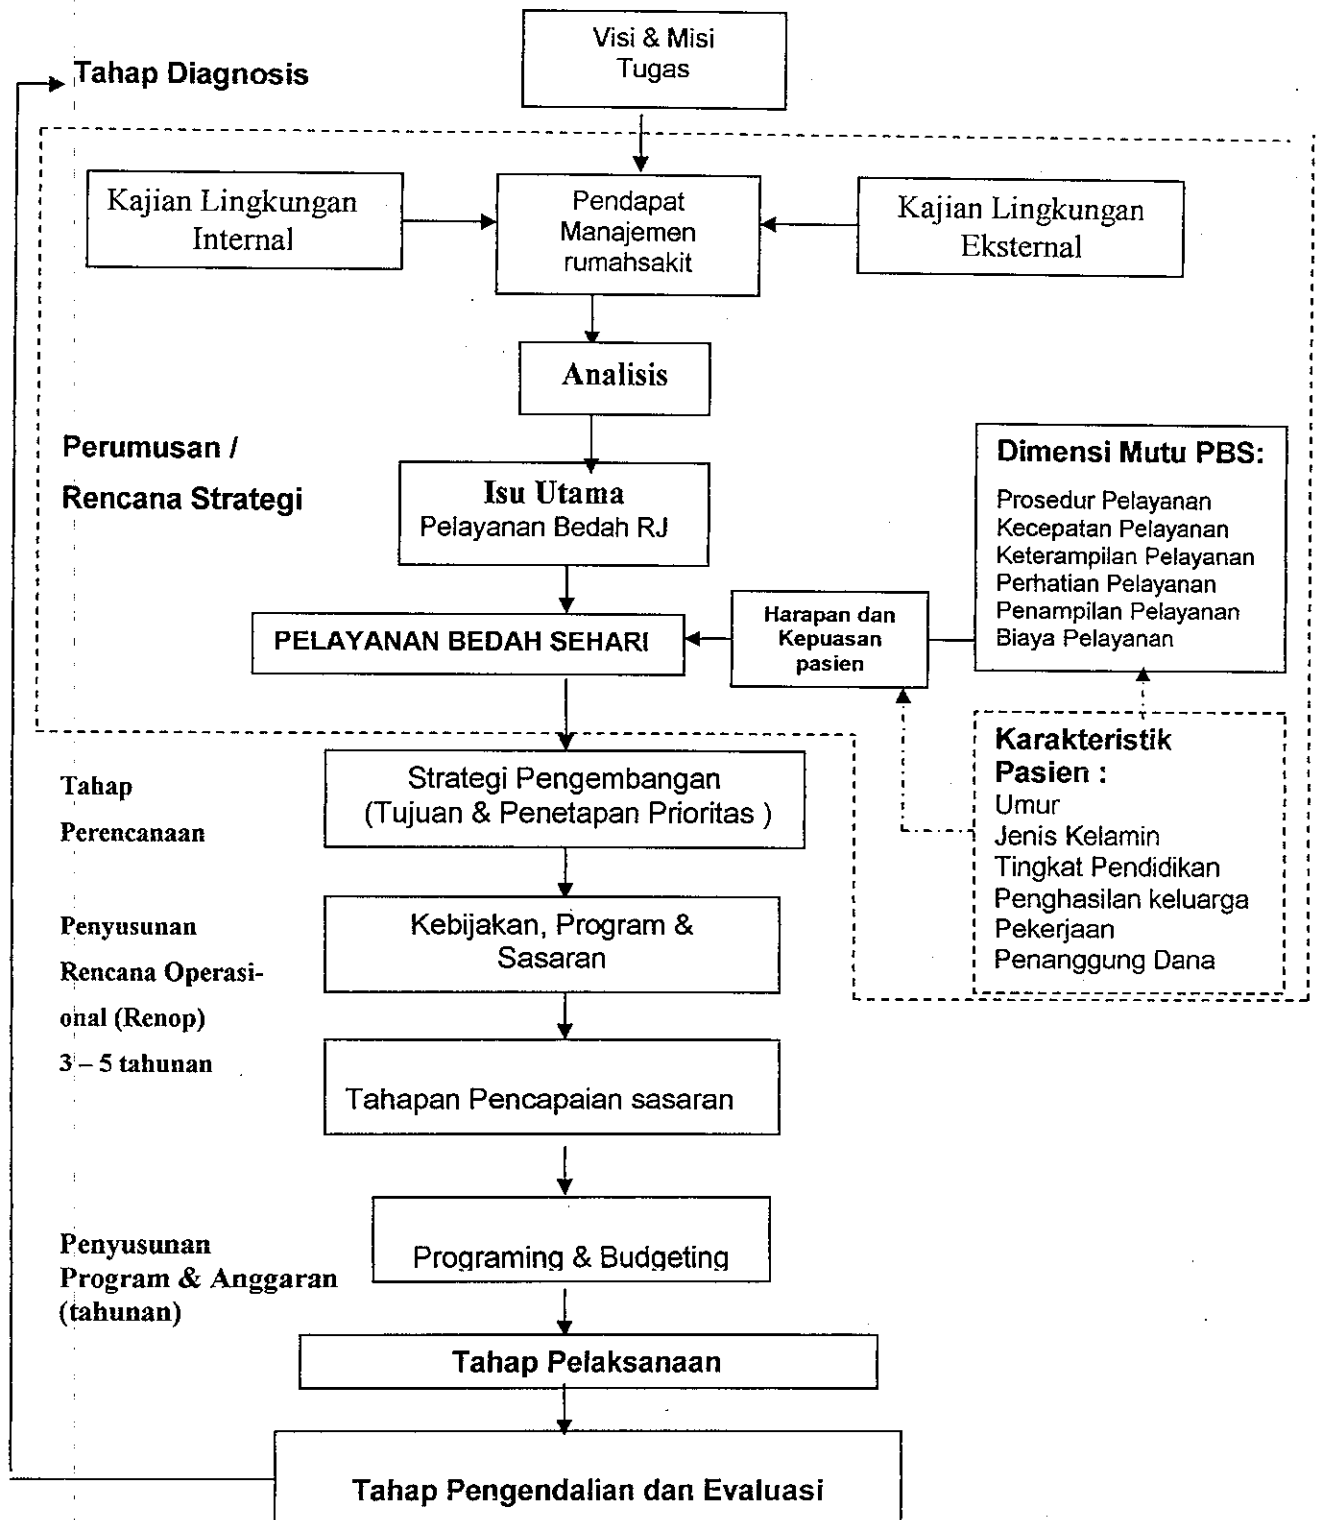 Visi & Misi
Tugas
Tahap Diagnosis
Kajian Lingkungan
Internal
Pendapat
Manajemen
rumahsakit
Kajian Lingkungan
Eksternal
Analisis
Perumusan /
Rencana Strategi
Isu Utama
Pelayanan Bedah RJ
Dimensi Mutu PBS:
Prosedur Pelayanan
Kecepatan Pelayanan
Keterampilan Pelayanan
Perhatian Pelayanan
Penampilan Pelayanan
Biaya Pelayanan
Harapan dan
Kepuasan
pasien
PELAYANAN BEDAH SEHARI
Karakteristik
Pasien :
Umur
Jenis Kelamin
Tingkat Pendidikan
Penghasilan keluarga
Pekerjaan
Penanggung Dana
Tahap
Perencanaan
Strategi Pengembangan
(Tujuan & Penetapan Prioritas )
Penyusunan
Rencana Operasi-
onal (Renop)
3 – 5 tahunan
Kebijakan, Program &
Sasaran
Tahapan Pencapaian sasaran
Penyusunan
Program & Anggaran
(tahunan)
Programing & Budgeting
Tahap Pelaksanaan
Tahap Pengendalian dan Evaluasi